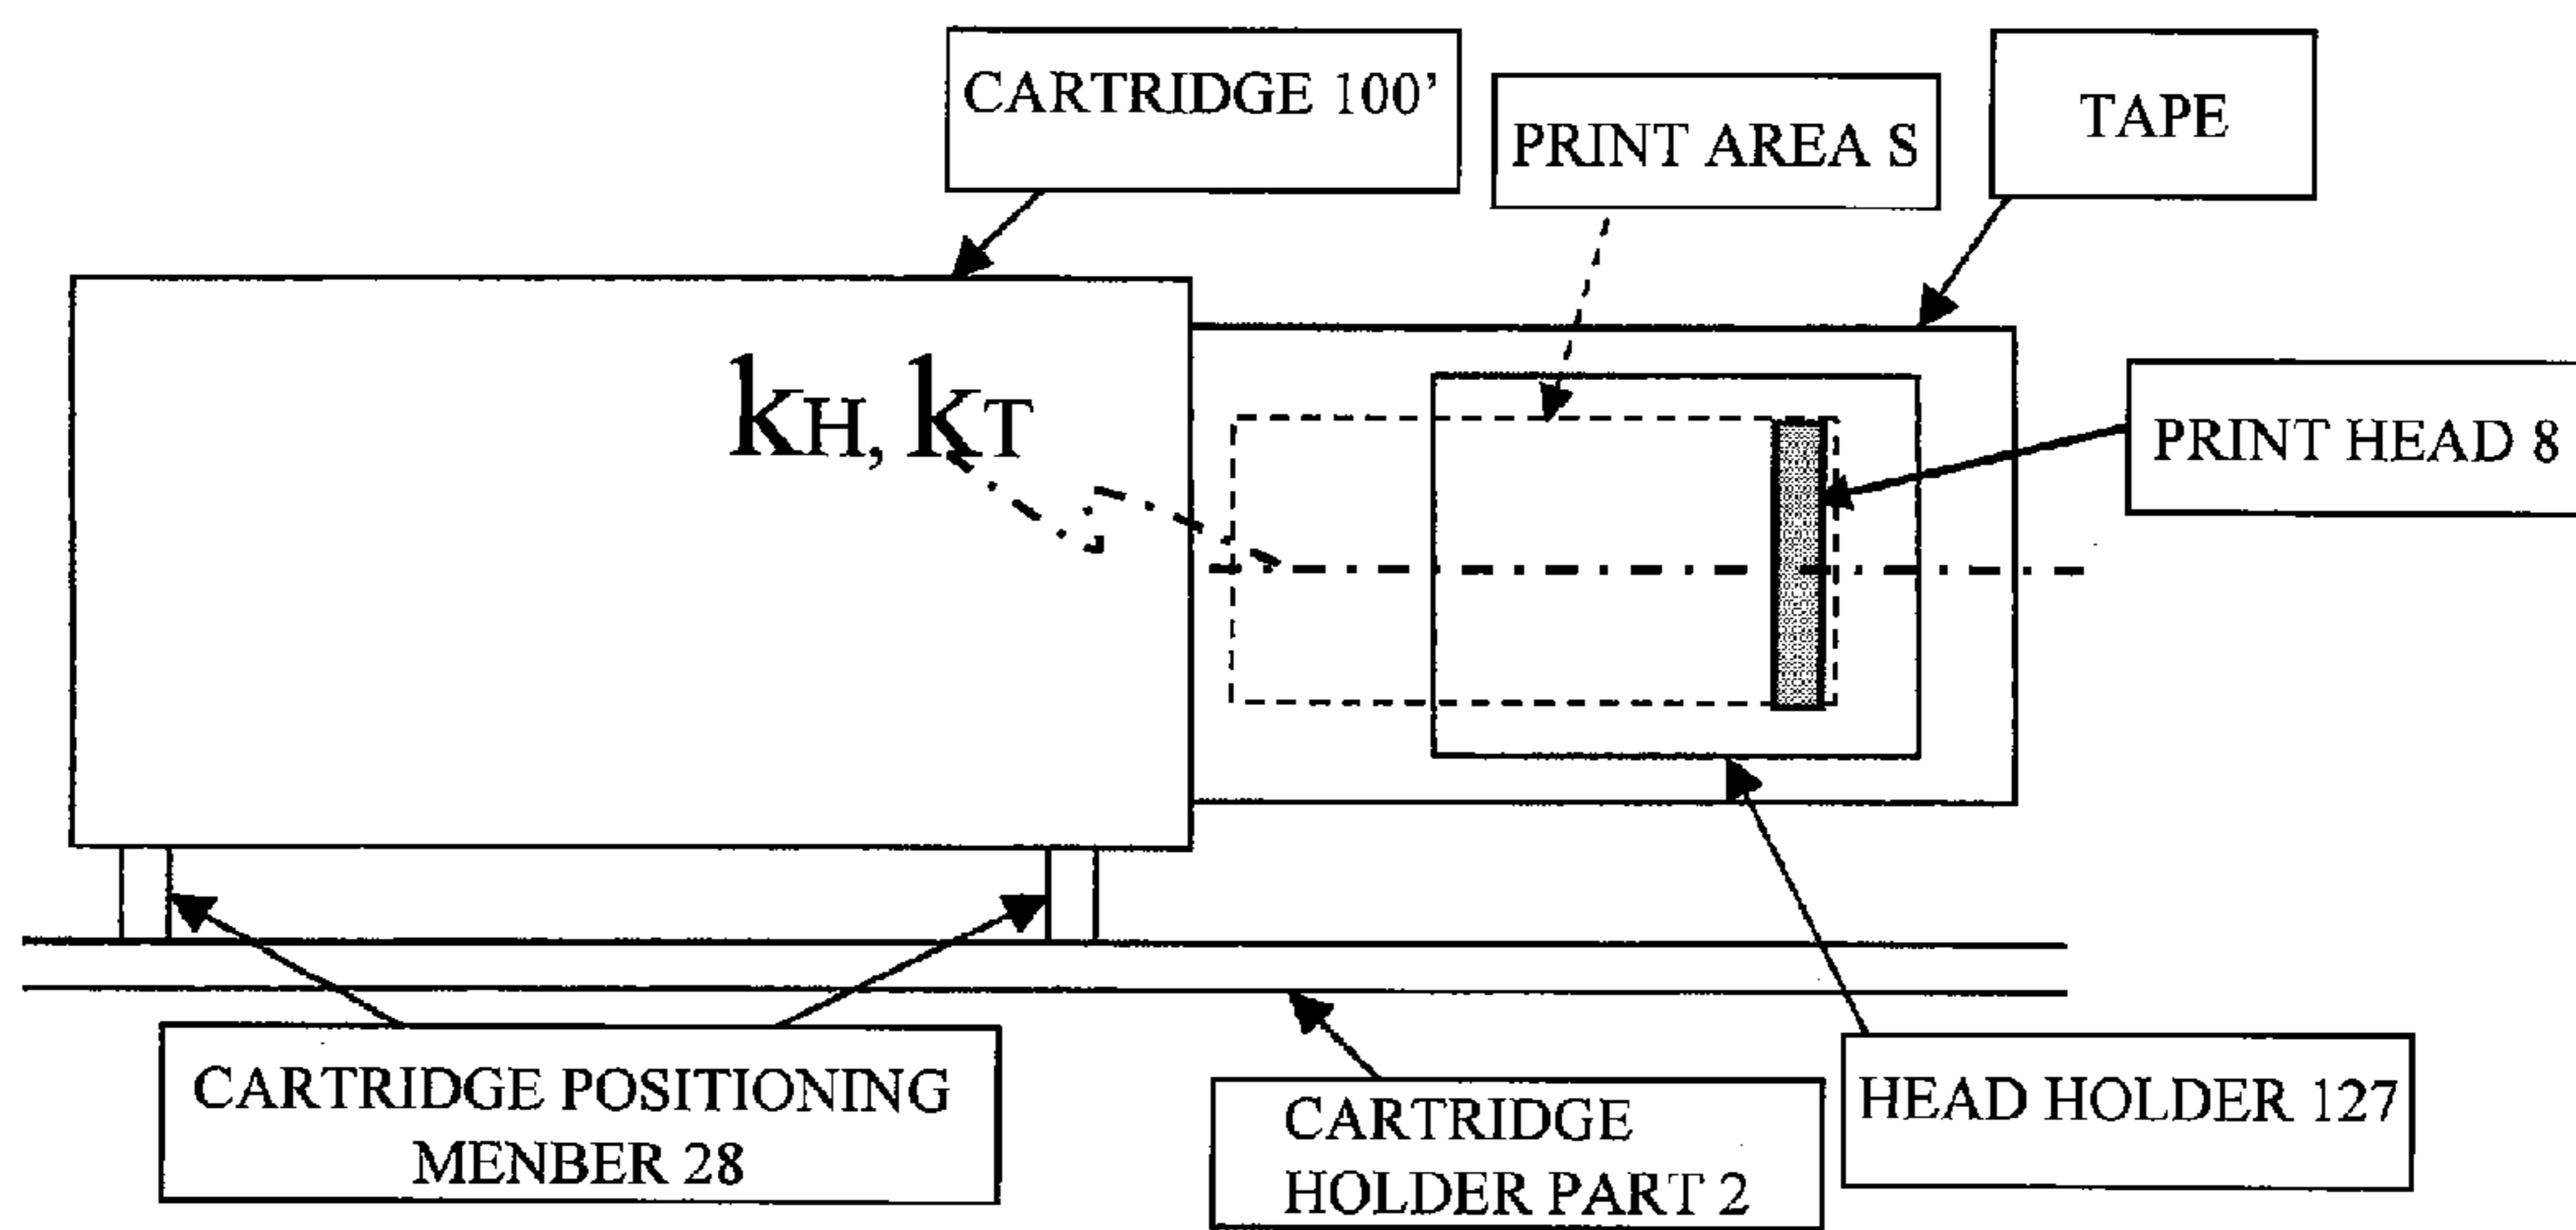 CARTRIDGE 100’
PRINT AREA S
TAPE
kH, kT
PRINT HEAD 8
CARTRIDGE POSITIONING
MENBER 28
CARTRIDGE
HOLDER PART 2
HEAD HOLDER 127